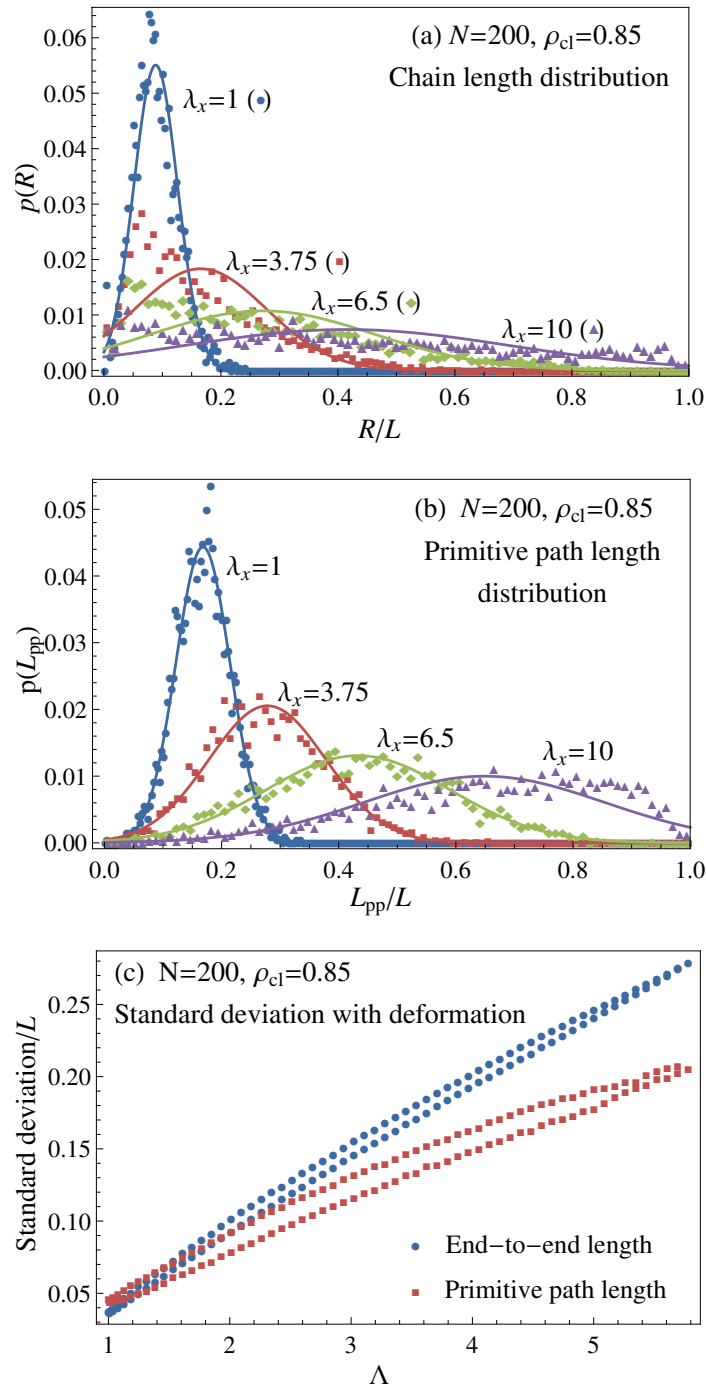 (a) N=200, ρcl=0.85
Chain length distribution
λx=1 (•)
λx=3.75 (▪)
λx=6.5 (◆)
λx=10 (▲)
p(R)
0.06
0.05
0.04
0.03
0.02
0.01
0.00
0.0 0.2 0.4 0.6 0.8 1.0
R/L
(b) N=200, ρcl=0.85
Primitive path length
distribution
λx=1
λx=3.75
λx=6.5
λx=10
p(Lpp)
0.05
0.04
0.03
0.02
0.01
0.00
0.0 0.2 0.4 0.6 0.8 1.0
Lpp/L
(c) N=200, ρcl=0.85
Standard deviation with deformation
Standard deviation/L
0.25
0.20
0.15
0.10
0.05
End−to−end length
Primitive path length
1 2 3 4 5
Λ